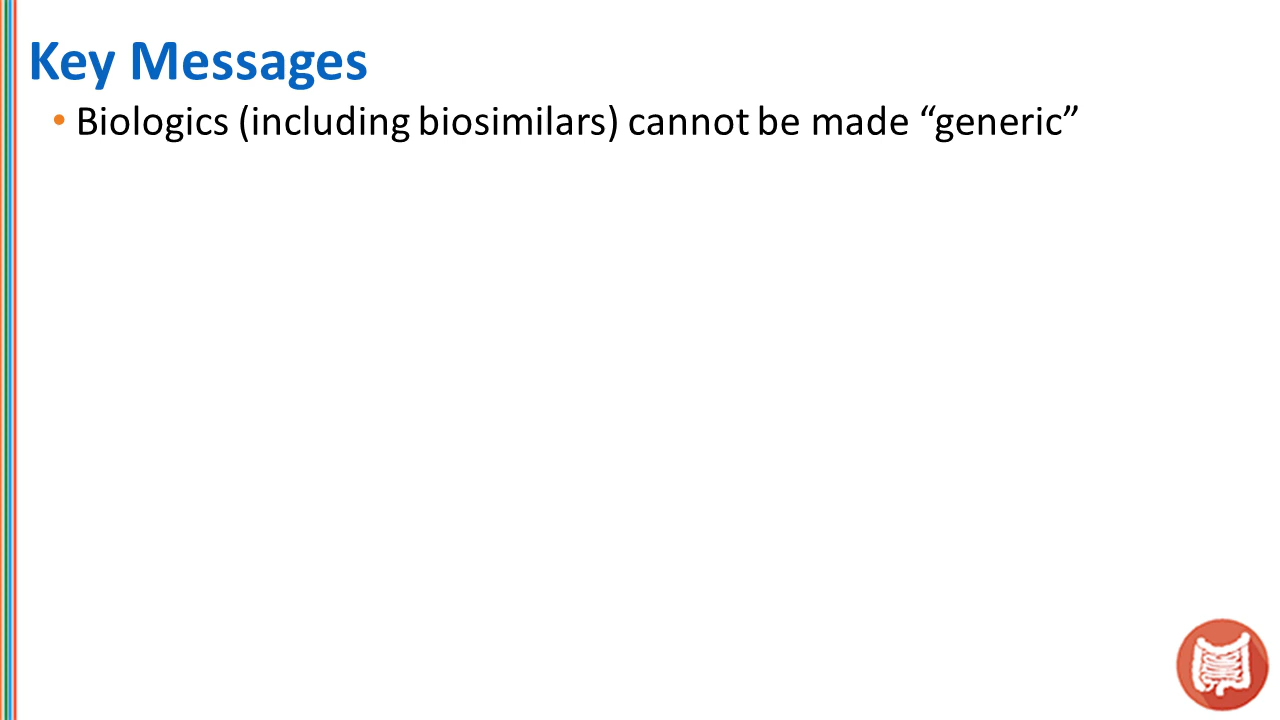 Key Messages
• Biologics (including biosimilars) cannot be made “generic”